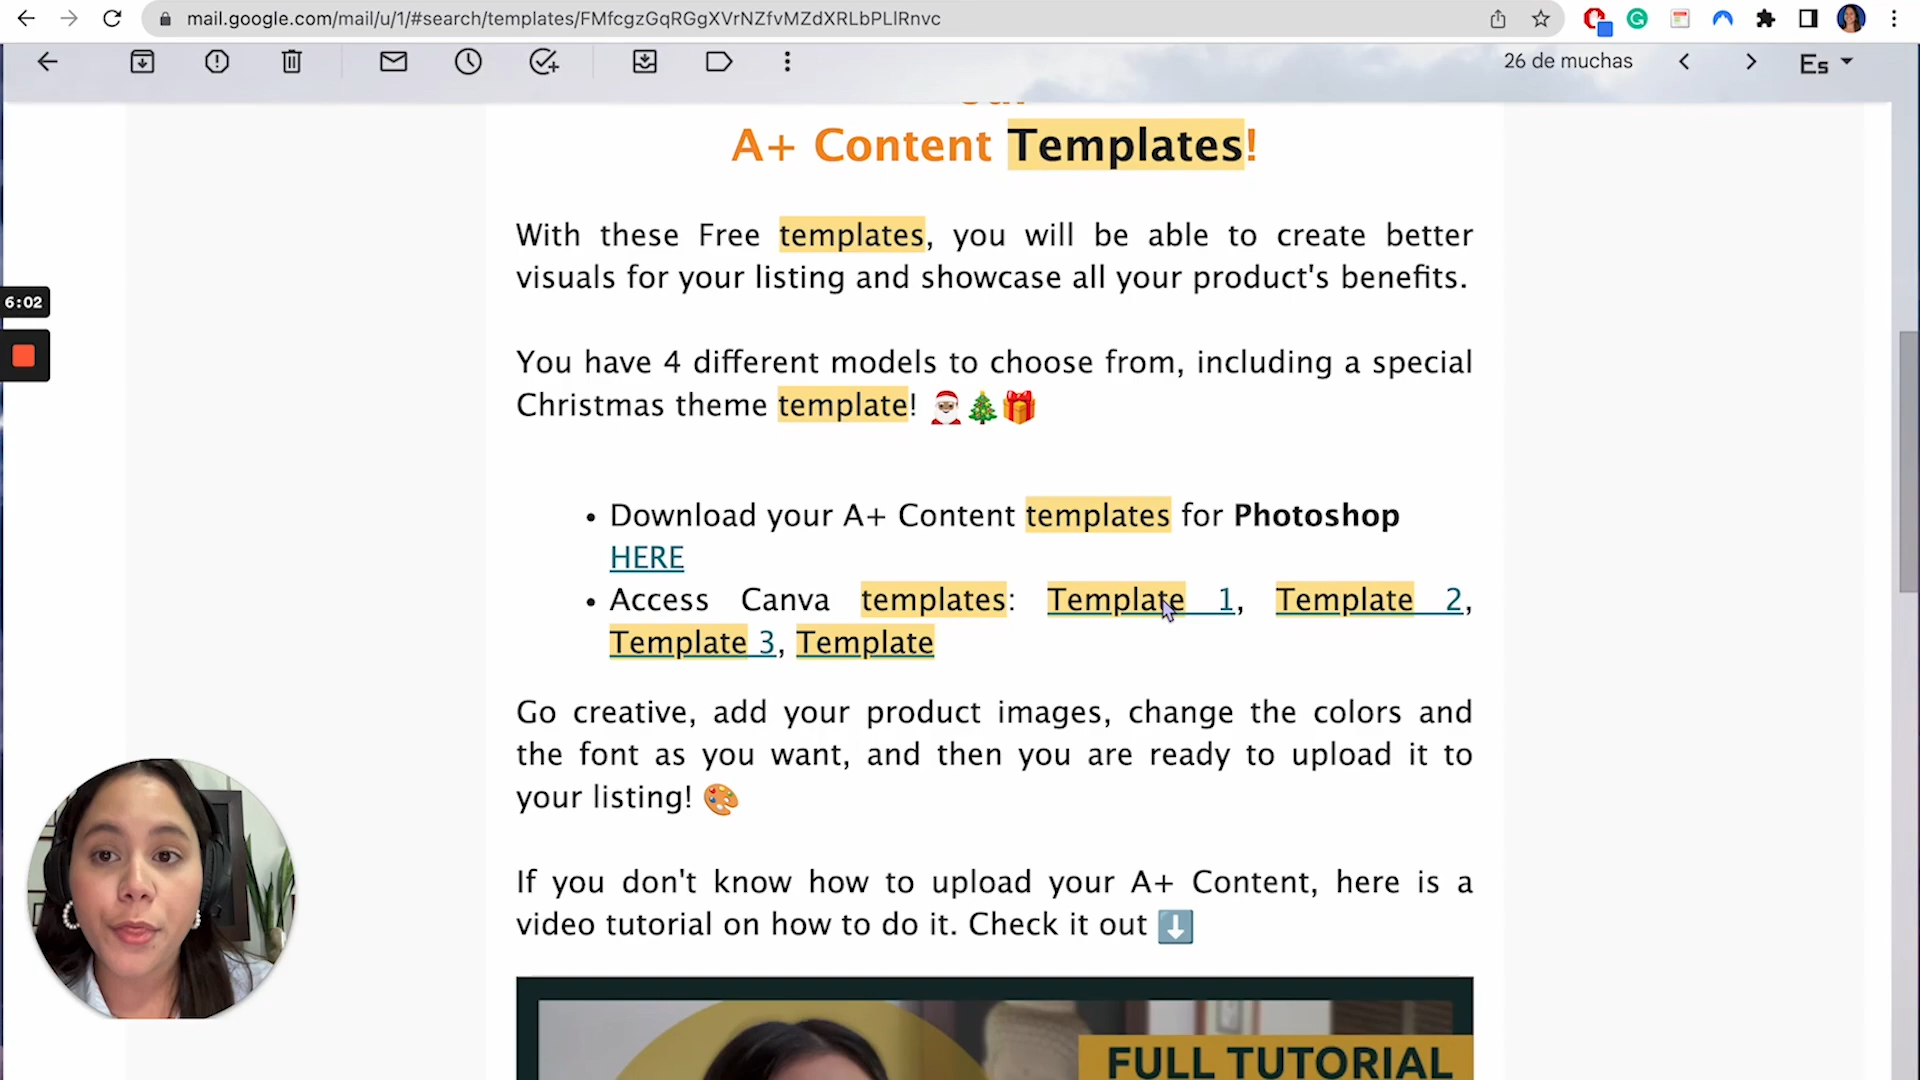 mail.google.com/mail/u/1/#search/templates/FMfcgzGqRGgXVrNZfvMZdXRLbPLlRnvc
26 de muchas
Es
A+ Content Templates!
With these Free templates, you will be able to create better
visuals for your listing and showcase all your product's benefits.
6:02
You have 4 different models to choose from, including a special
Christmas theme template! 🎅🏽🎄🎁
• Download your A+ Content templates for Photoshop
HERE
• Access Canva templates: Template 1, Template 2,
Template 3, Template
Go creative, add your product images, change the colors and
the font as you want, and then you are ready to upload it to
your listing! 🎨
If you don't know how to upload your A+ Content, here is a
video tutorial on how to do it. Check it out ⬇️
FULL TUTORIAL